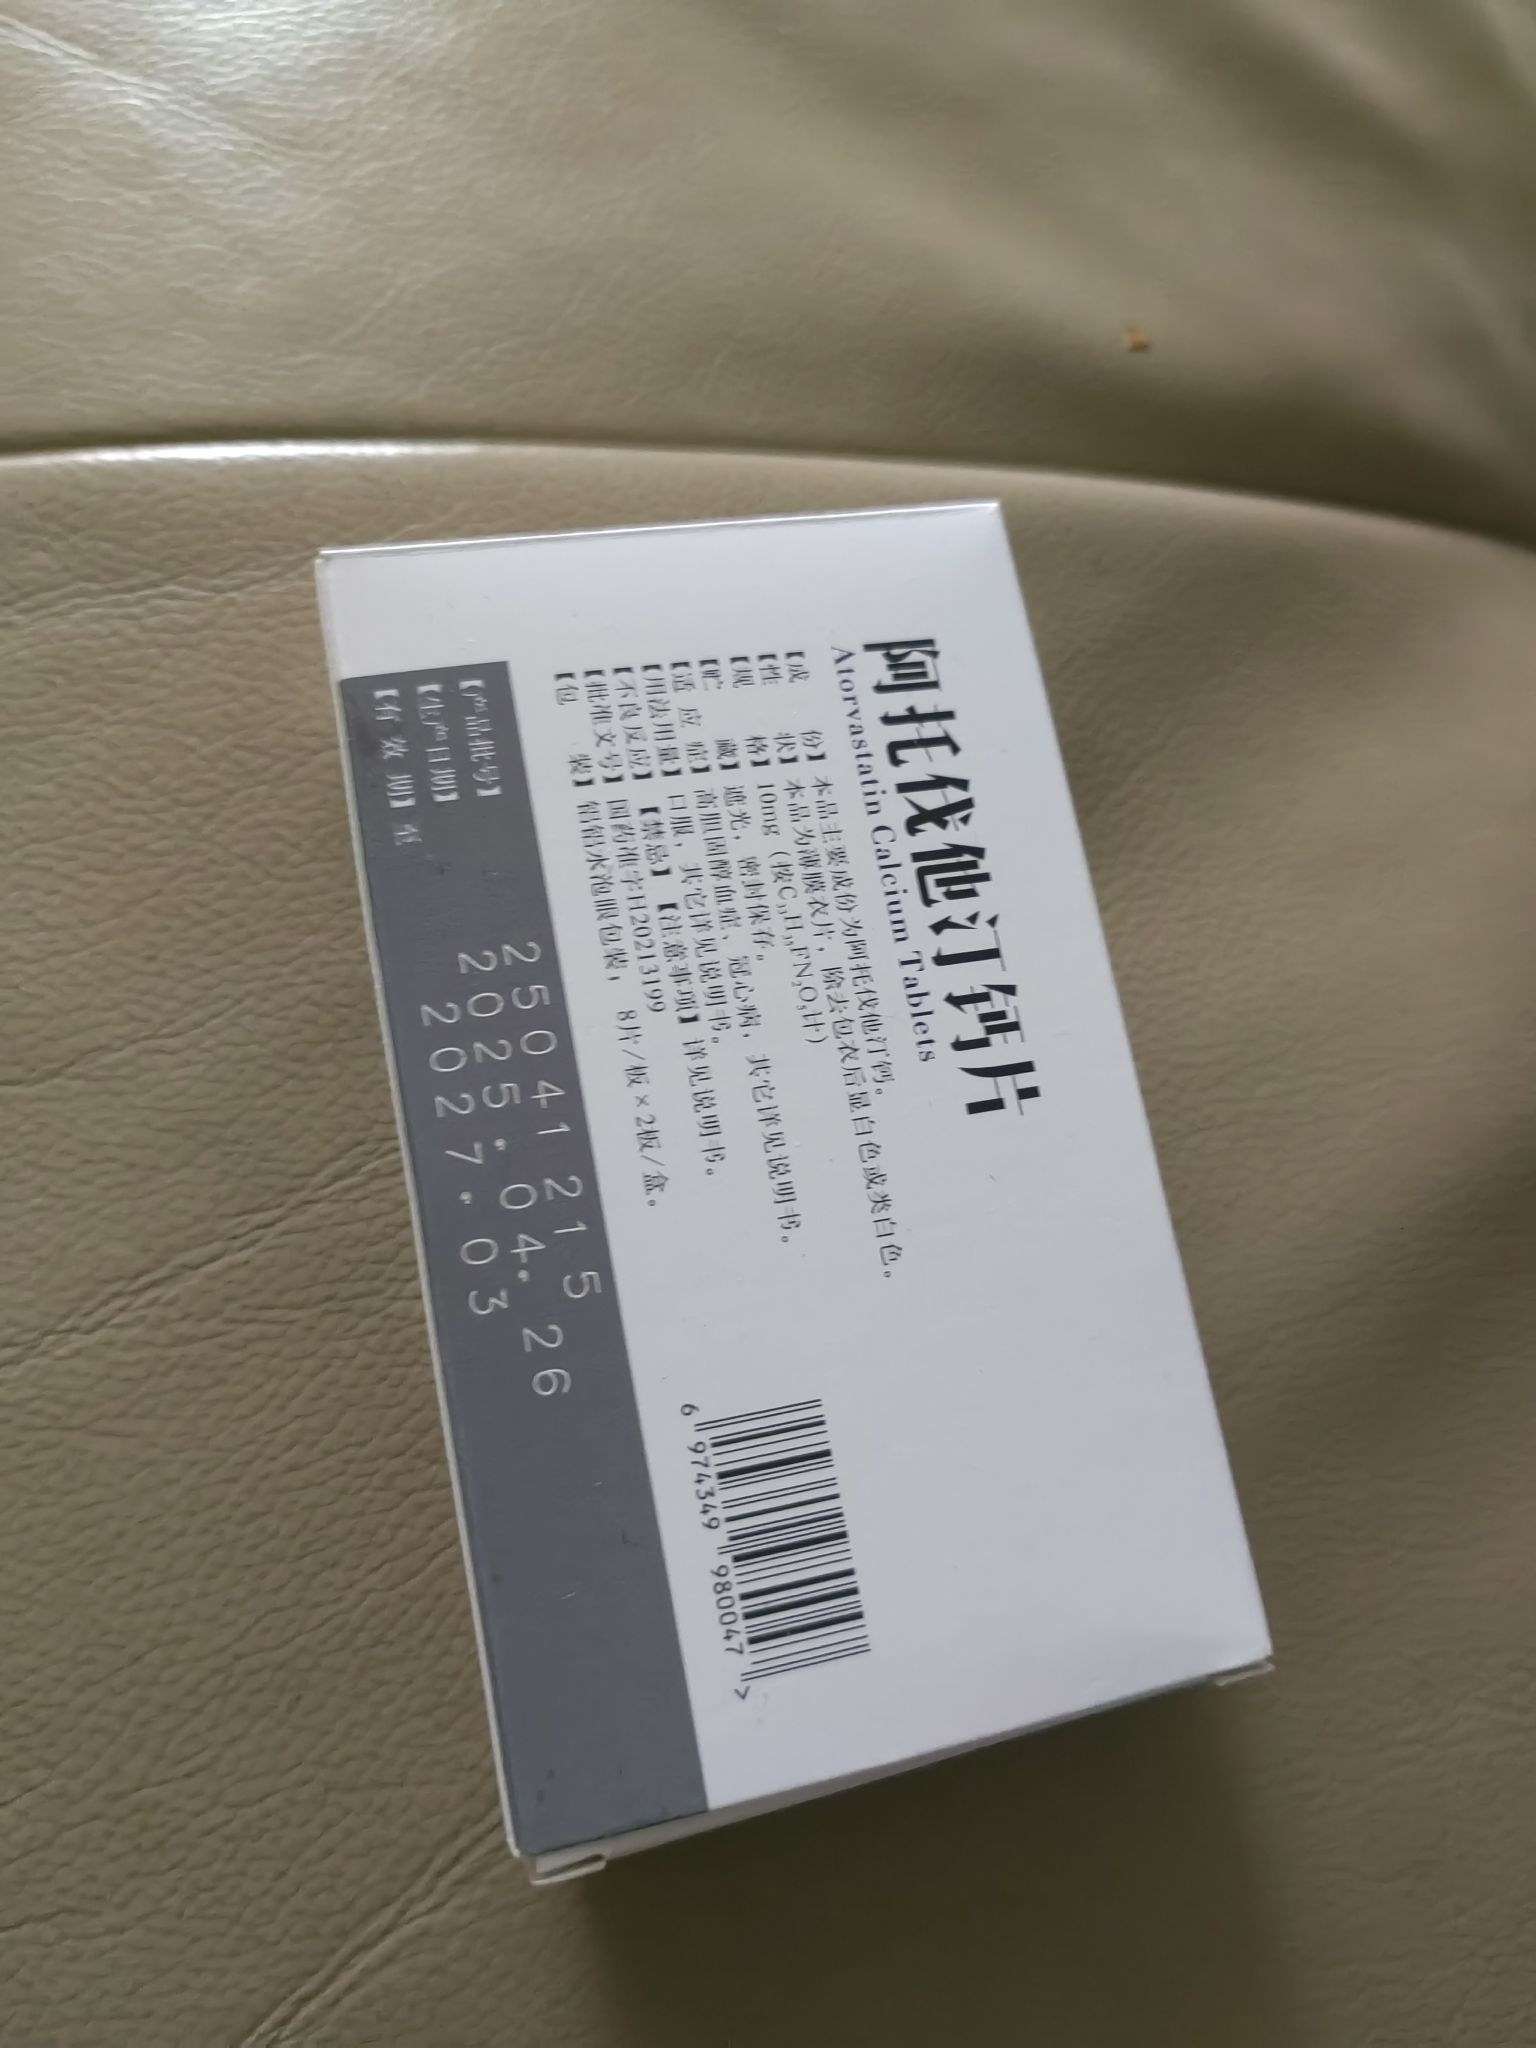 阿托伐他汀钙片
Atorvastatin Calcium Tablets
【成 份】本品主要成份为阿托伐他汀钙。
【性 状】本品为薄膜衣片，除去包衣后显白色或类白色。
【规 格】10mg（按C₃₃H₃₅FN₂O₅计）
【贮 藏】遮光，密封保存。
【适 应 症】高胆固醇血症，冠心病，其它详见说明书。
【用法用量】口服，其它详见说明书。
【不良反应】【禁忌】【注意事项】详见说明书。
【批准文号】国药准字H20213199
【包 装】铝铝水泡眼包装，8片/板×2板/盒。
【产品批号】 25041215
【生产日期】 2025.04.26
【有 效 期】至 2027.03
6 974349 980047 >